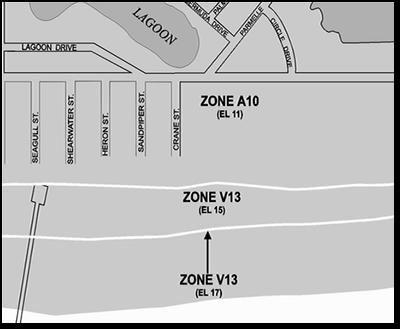 LAGOON
BERMUDA DRIVE
PARMELLE
CIRCLE DRIVE
LAGOON DRIVE
ZONE A10
(EL 11)
SEAGULL ST.
SHEARWATER ST.
HERON ST.
SANDPIPER ST.
CRANE ST.
ZONE V13
(EL 15)
ZONE V13
(EL 17)